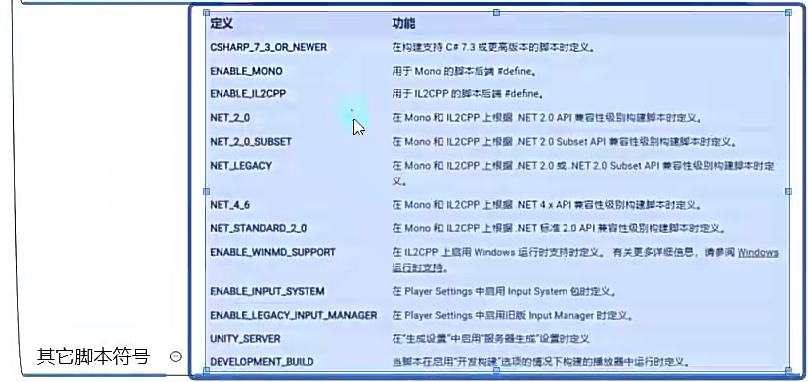 定义 功能
CSHARP_7_3_OR_NEWER 在构建支持 C# 7.3 或更高版本的脚本时定义。
ENABLE_MONO 用于 Mono 的脚本后端 #define。
ENABLE_IL2CPP 用于 IL2CPP 的脚本后端 #define。
NET_2_0 在 Mono 和 IL2CPP 上根据 .NET 2.0 API 兼容性级别构建脚本时定义。
NET_2_0_SUBSET 在 Mono 和 IL2CPP 上根据 .NET 2.0 Subset API 兼容性级别构建脚本时定义。
NET_LEGACY 在 Mono 和 IL2CPP 上根据 .NET 2.0 或 .NET 2.0 Subset API 兼容性级别构建脚本时定
义。
NET_4_6 在 Mono 和 IL2CPP 上根据 .NET 4.x API 兼容性级别构建脚本时定义。
NET_STANDARD_2_0 在 Mono 和 IL2CPP 上根据 .NET 标准 2.0 API 兼容性级别构建脚本时定义。
ENABLE_WINMD_SUPPORT 在 IL2CPP 上启用 Windows 运行时支持时定义。 有关更多详细信息，请参阅 Windows
运行时支持。
ENABLE_INPUT_SYSTEM 在 Player Settings 中启用 Input System 包时定义。
ENABLE_LEGACY_INPUT_MANAGER 在 Player Settings 中启用旧版 Input Manager 时定义。
UNITY_SERVER 在“生成设置”中启用“服务器生成”设置时定义
DEVELOPMENT_BUILD 当脚本在启用“开发构建”选项的情况下构建的播放器中运行时定义。
其它脚本符号